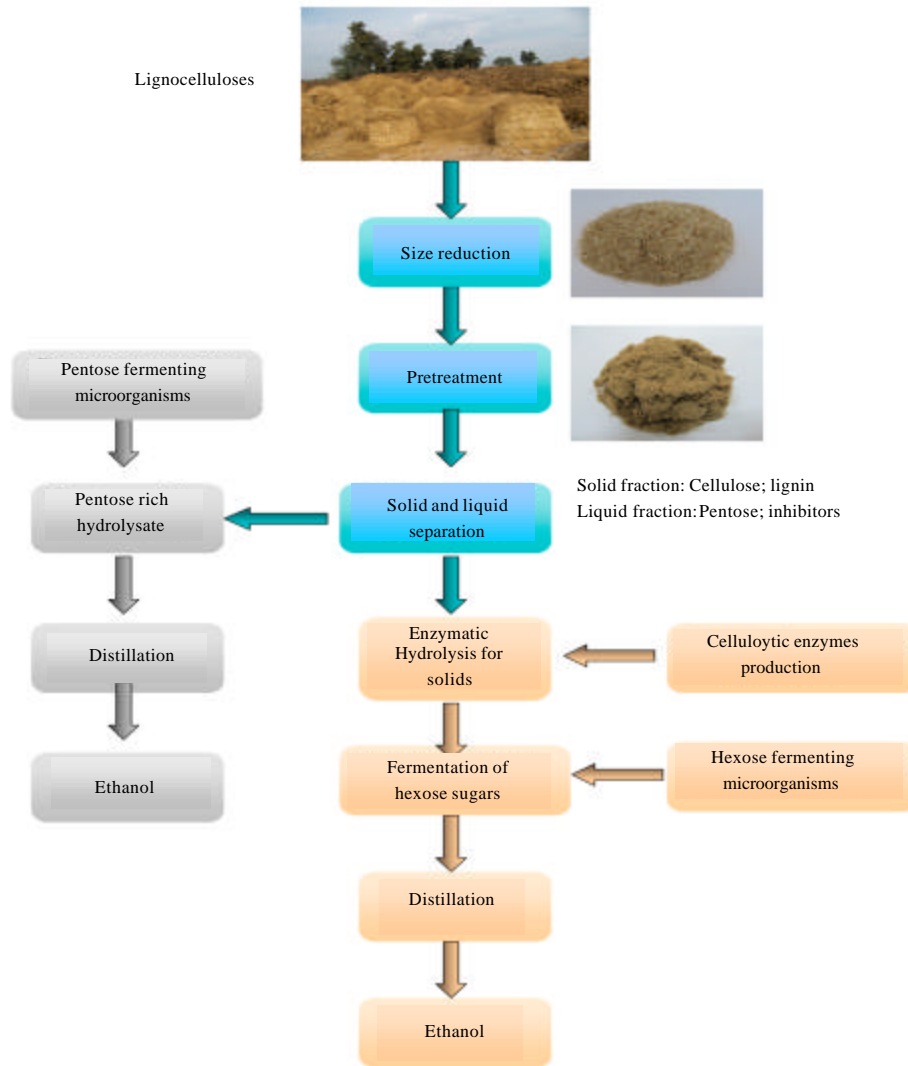 Lignocelluloses
Size reduction
Pretreatment
Pentose fermenting
microorganisms
Pentose rich
hydrolysate
Solid and liquid
separation
Solid fraction: Cellulose; lignin
Liquid fraction: Pentose; inhibitors
Distillation
Enzymatic
Hydrolysis for
solids
Celluloytic enzymes
production
Ethanol
Fermentation of
hexose sugars
Hexose fermenting
microorganisms
Distillation
Ethanol